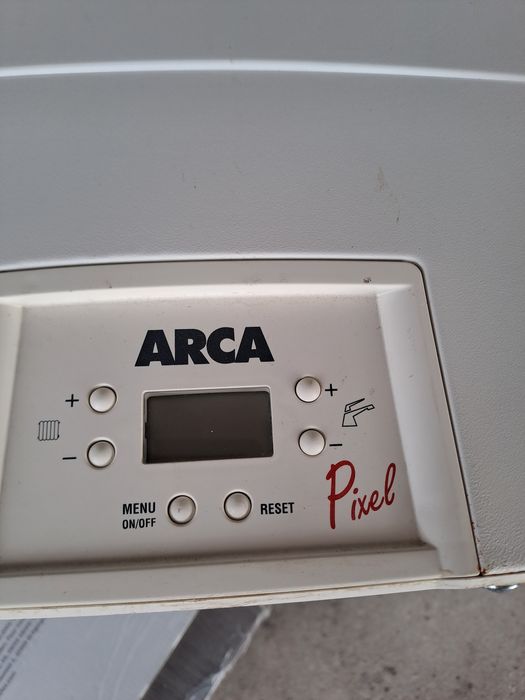 ARCA
+
+
−
−
MENU
ON/OFF
RESET
Pixel